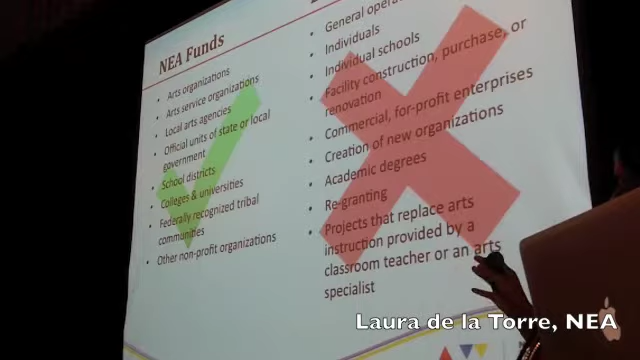 NEA Funds
• Arts organizations
• Arts service organizations
• Local arts agencies
• Official units of state or local
government
• School districts
• Colleges & universities
• Federally recognized tribal
communities
• Other non-profit organizations
• General opera
• Individuals
• Individual schools
• Facility construction, purchase, or
renovation
• Commercial, for-profit enterprises
• Creation of new organizations
• Academic degrees
• Re-granting
• Projects that replace arts
instruction provided by a
classroom teacher or an arts
specialist
Laura de la Torre, NEA